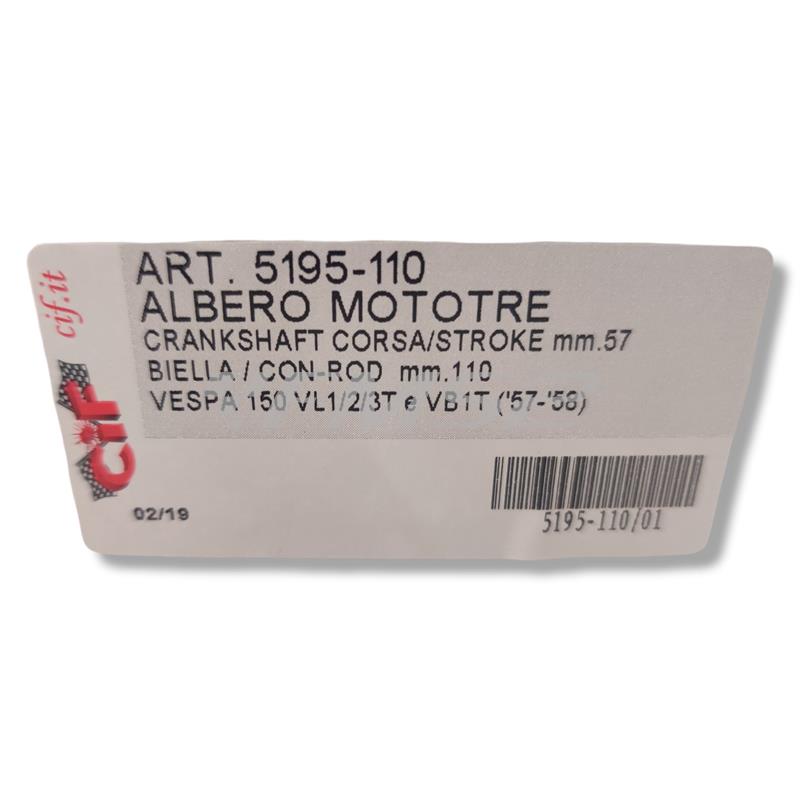 cif.it
CiF
ART. 5195-110
ALBERO MOTOTRE
CRANKSHAFT CORSA/STROKE mm.57
BIELLA / CON-ROD mm.110
VESPA 150 VL1/2/3T e VB1T ('57-'58)
02/19
5195-110/01